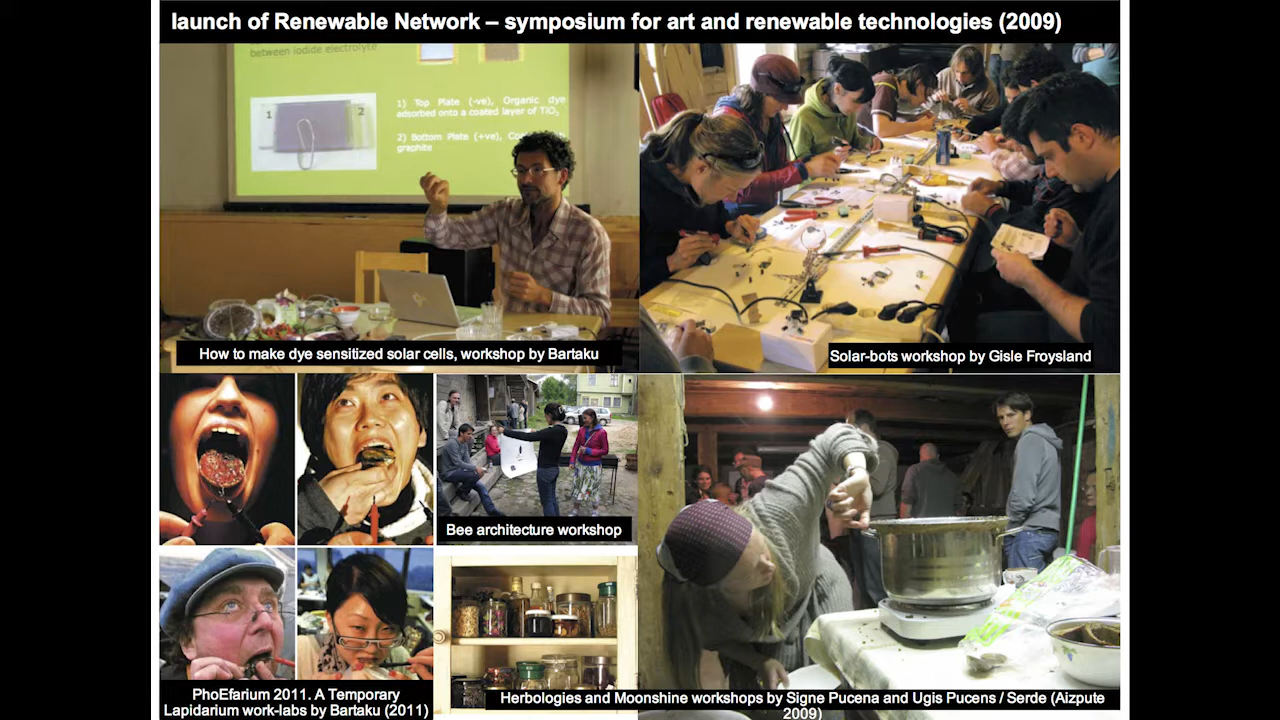 launch of Renewable Network – symposium for art and renewable technologies (2009)
between iodide electrolyte
1
2
1) Top Plate (-ve), Organic dye
adsorbed onto a coated layer of TiO2
2) Bottom Plate (+ve),
graphite
How to make dye sensitized solar cells, workshop by Bartaku
Solar-bots workshop by Gisle Froysland
Bee architecture workshop
PhoEfarium 2011. A Temporary
Lapidarium work-labs by Bartaku (2011)
Herbologies and Moonshine workshops by Signe Pucena and Ugis Pucens / Serde (Aizpute
2009)